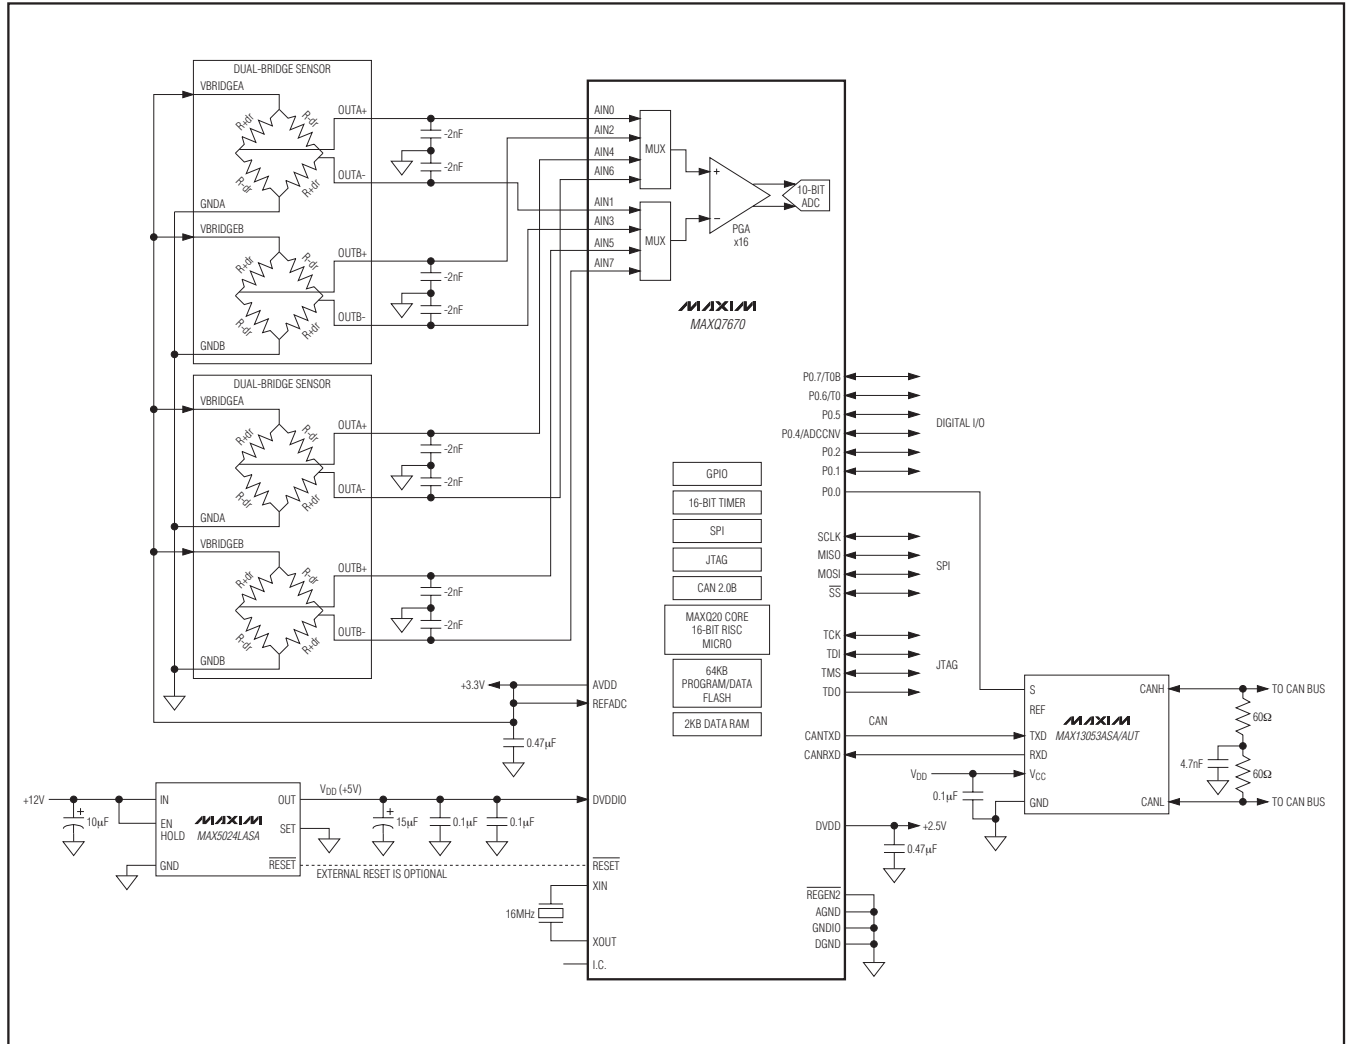 DUAL-BRIDGE SENSOR
VBRIDGEA
R+dr
R-dr
R-dr
R+dr
OUTA+
OUTA-
GNDA
VBRIDGEB
R+dr
R-dr
R-dr
R+dr
OUTB+
OUTB-
GNDB
-2nF
-2nF
-2nF
-2nF
DUAL-BRIDGE SENSOR
VBRIDGEA
R+dr
R-dr
R-dr
R+dr
OUTA+
OUTA-
GNDA
VBRIDGEB
R+dr
R-dr
R-dr
R+dr
OUTB+
OUTB-
GNDB
-2nF
-2nF
-2nF
-2nF
AIN0
AIN2
AIN4
AIN6
MUX
AIN1
AIN3
AIN5
AIN7
MUX
+
−
PGA
x16
10-BIT
ADC
MAXIM
MAXQ7670
GPIO
16-BIT TIMER
SPI
JTAG
CAN 2.0B
MAXQ20 CORE
16-BIT RISC
MICRO
64KB
PROGRAM/DATA
FLASH
2KB DATA RAM
P0.7/T0B
P0.6/T0
P0.5
P0.4/ADCCNV
P0.2
P0.1
P0.0
DIGITAL I/O
SCLK
MISO
MOSI
SS
SPI
TCK
TDI
TMS
TDO
JTAG
CAN
CANTXD
CANRXD
DVDD
+2.5V
0.47µF
REGEN2
AGND
GNDIO
DGND
+3.3V
AVDD
REFADC
0.47µF
DVDDIO
RESET
XIN
XOUT
I.C.
16MHz
+12V
10µF
IN
EN
HOLD
GND
OUT
SET
RESET
MAXIM
MAX5024LASA
VDD (+5V)
15µF
0.1µF
0.1µF
EXTERNAL RESET IS OPTIONAL
S
REF
TXD
RXD
VCC
GND
CANH
CANL
MAXIM
MAX13053ASA/AUT
VDD
0.1µF
TO CAN BUS
60Ω
4.7nF
60Ω
TO CAN BUS